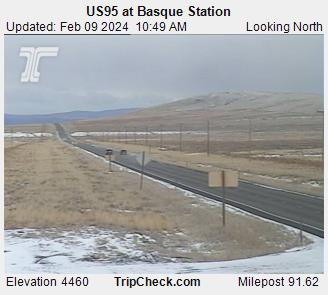 US95 at Basque Station
Updated: Feb 09 2024 10:49 AM Looking North
Elevation 4460 TripCheck.com Milepost 91.62